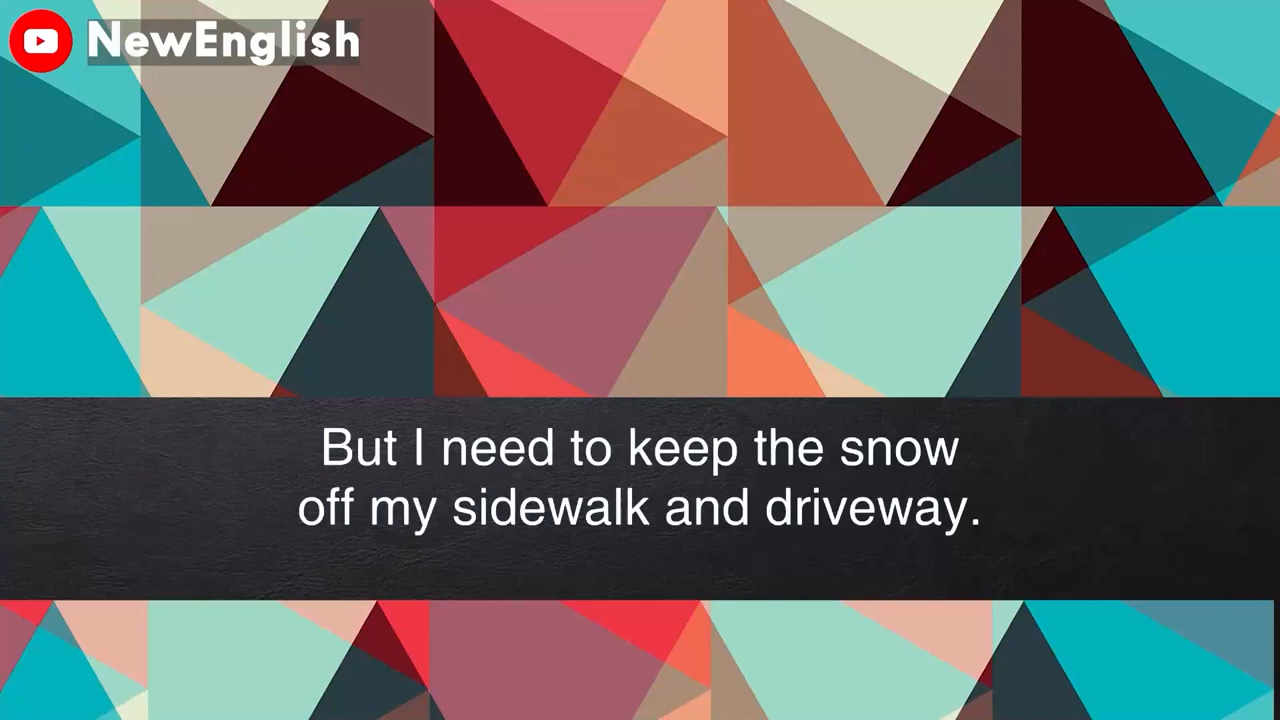 NewEnglish
But I need to keep the snow
off my sidewalk and driveway.